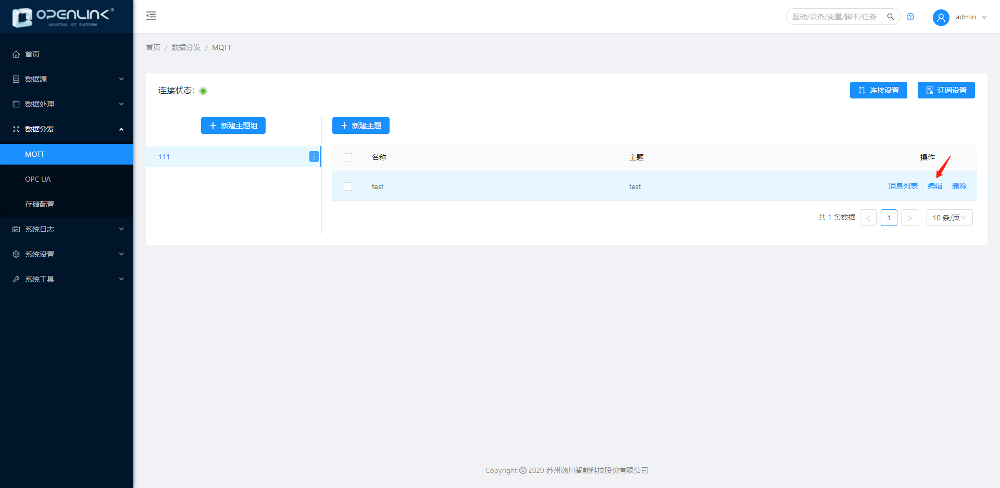 OPENLINK®
INDUSTRIAL IOT PLATFORM
驱动/设备/变量/脚本/任务
admin
首页
数据源
数据处理
数据分发
MQTT
OPC UA
存储配置
系统日志
系统设置
系统工具
首页 / 数据分发 / MQTT
连接状态：
连接设置
订阅设置
+ 新建主题组
111
+ 新建主题
名称 主题 操作
test test 消息列表 编辑 删除
共 1 条数据 < 1 > 10 条/页
Copyright © 2020 苏州瀚川智能科技股份有限公司